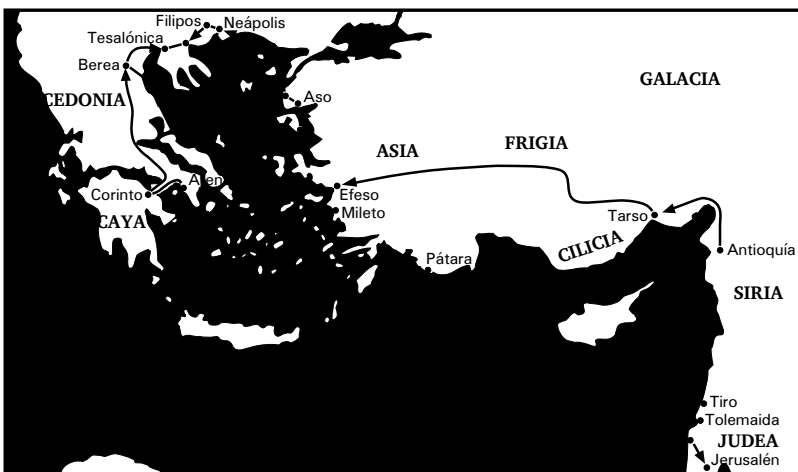 Filipos
Neápolis
Tesalónica
Berea
GALACIA
CEDONIA
Aso
ASIA
FRIGIA
Aten
Corinto
Efeso
Mileto
Tarso
CAYA
CILICIA
Antioquía
Pátara
SIRIA
Tiro
Tolemaida
JUDEA
Jerusalén